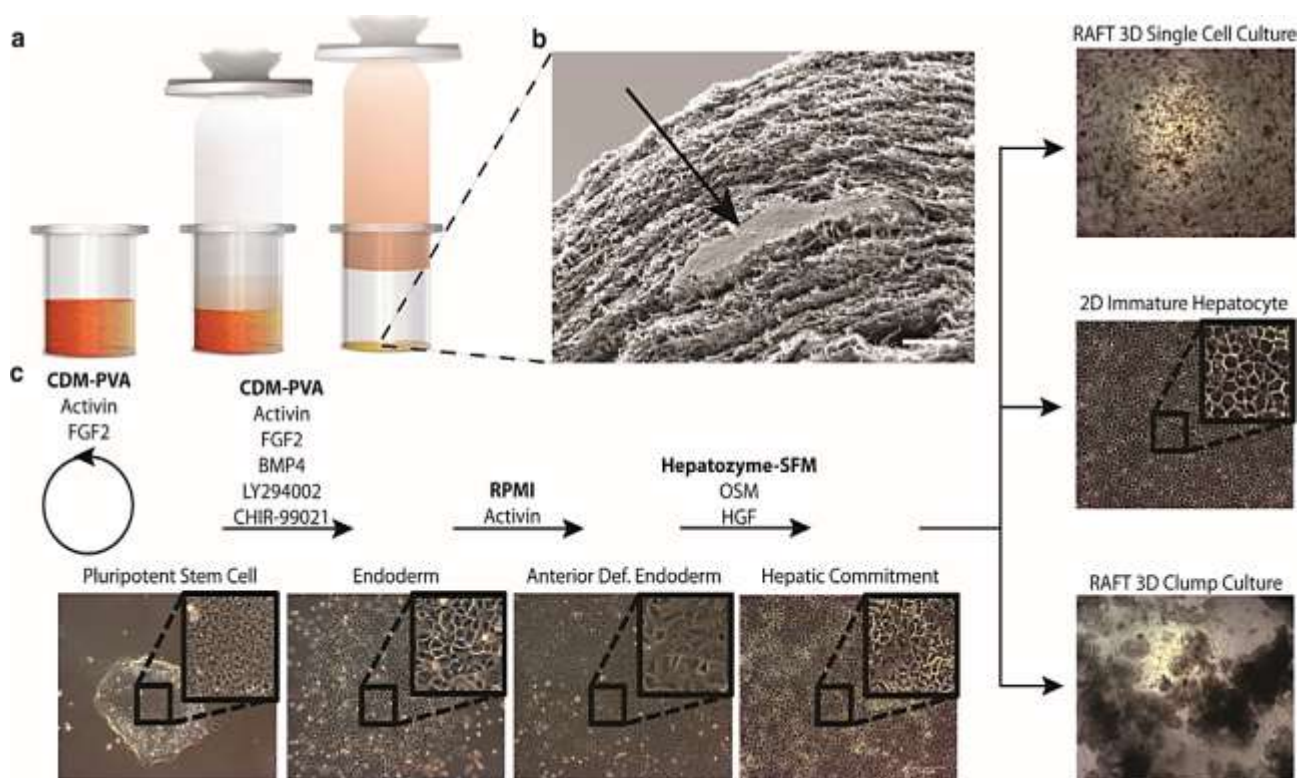 a
b
RAFT 3D Single Cell Culture
2D Immature Hepatocyte
c
CDM-PVA
Activin
FGF2
CDM-PVA
Activin
FGF2
BMP4
LY294002
CHIR-99021
RPMI
Activin
Hepatozyme-SFM
OSM
HGF
Pluripotent Stem Cell
Endoderm
Anterior Def. Endoderm
Hepatic Commitment
RAFT 3D Clump Culture